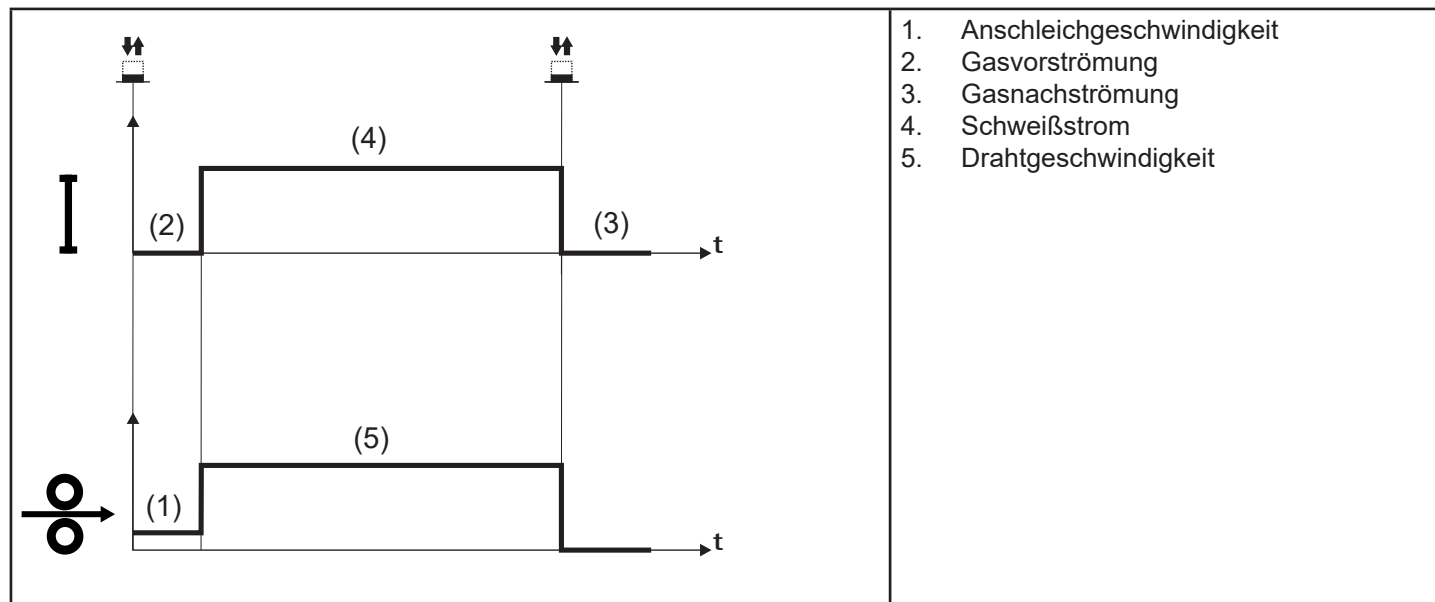 (4)
(2)
(3)
t
(5)
(1)
t
1. Anschleichgeschwindigkeit
2. Gasvorströmung
3. Gasnachströmung
4. Schweißstrom
5. Drahtgeschwindigkeit